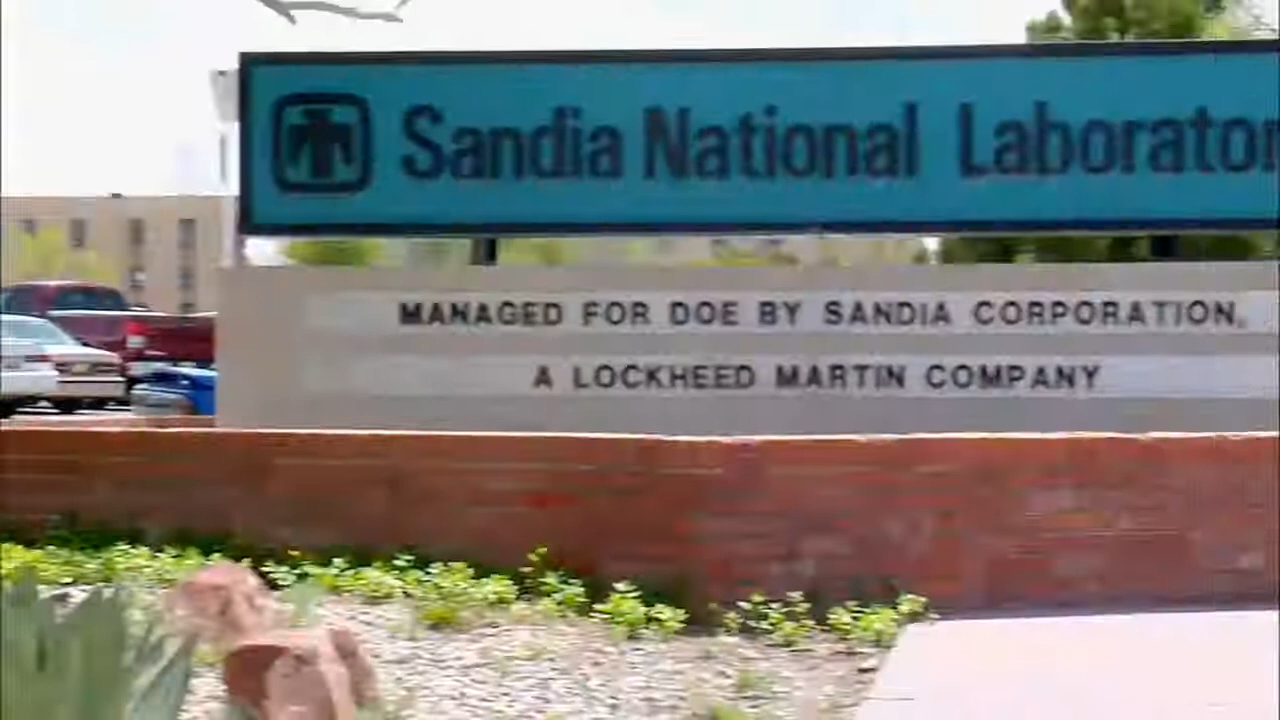 Sandia National Laborator
MANAGED FOR DOE BY SANDIA CORPORATION,
A LOCKHEED MARTIN COMPANY